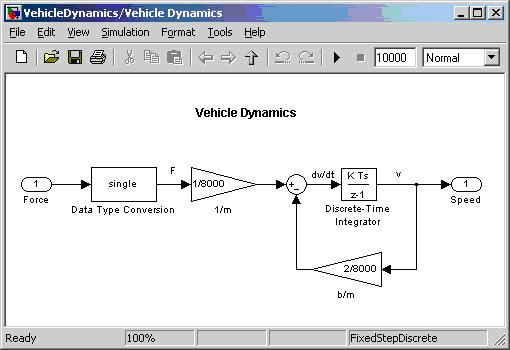 VehicleDynamics/Vehicle Dynamics
File Edit View Simulation Format Tools Help
10000 Normal
Vehicle Dynamics
1 single F 1/8000 + - dv/dt K Ts v 1
z-1
Force Data Type Conversion 1/m Discrete-Time Speed
Integrator
2/8000
b/m
Ready 100% FixedStepDiscrete